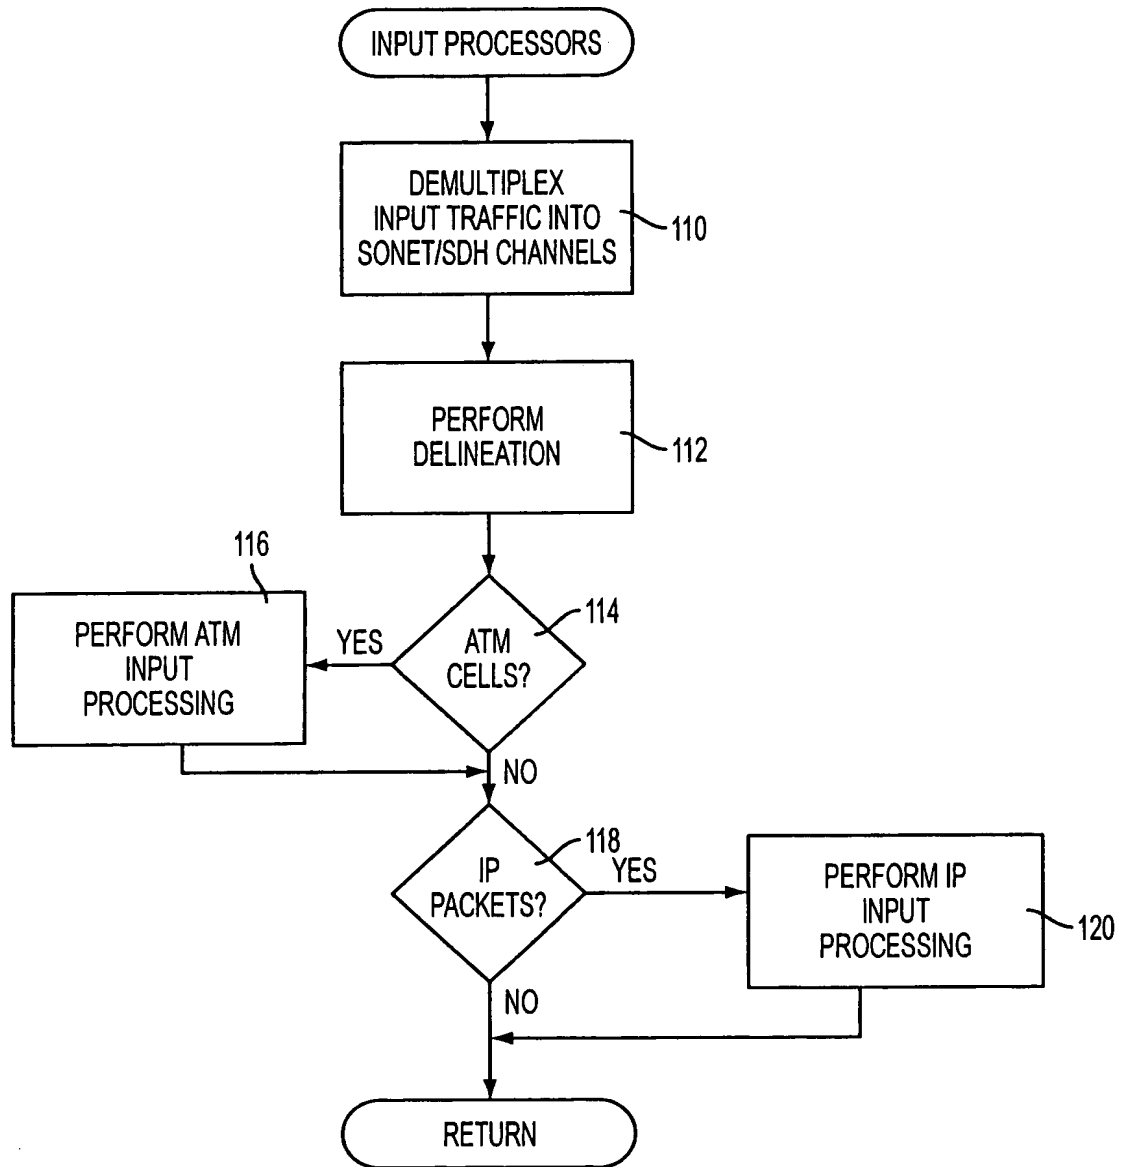 INPUT PROCESSORS
DEMULTIPLEX
INPUT TRAFFIC INTO
SONET/SDH CHANNELS
110
PERFORM
DELINEATION
112
116
PERFORM ATM
INPUT
PROCESSING
YES
ATM
CELLS?
114
NO
IP
PACKETS?
118
YES
PERFORM IP
INPUT
PROCESSING
120
NO
RETURN